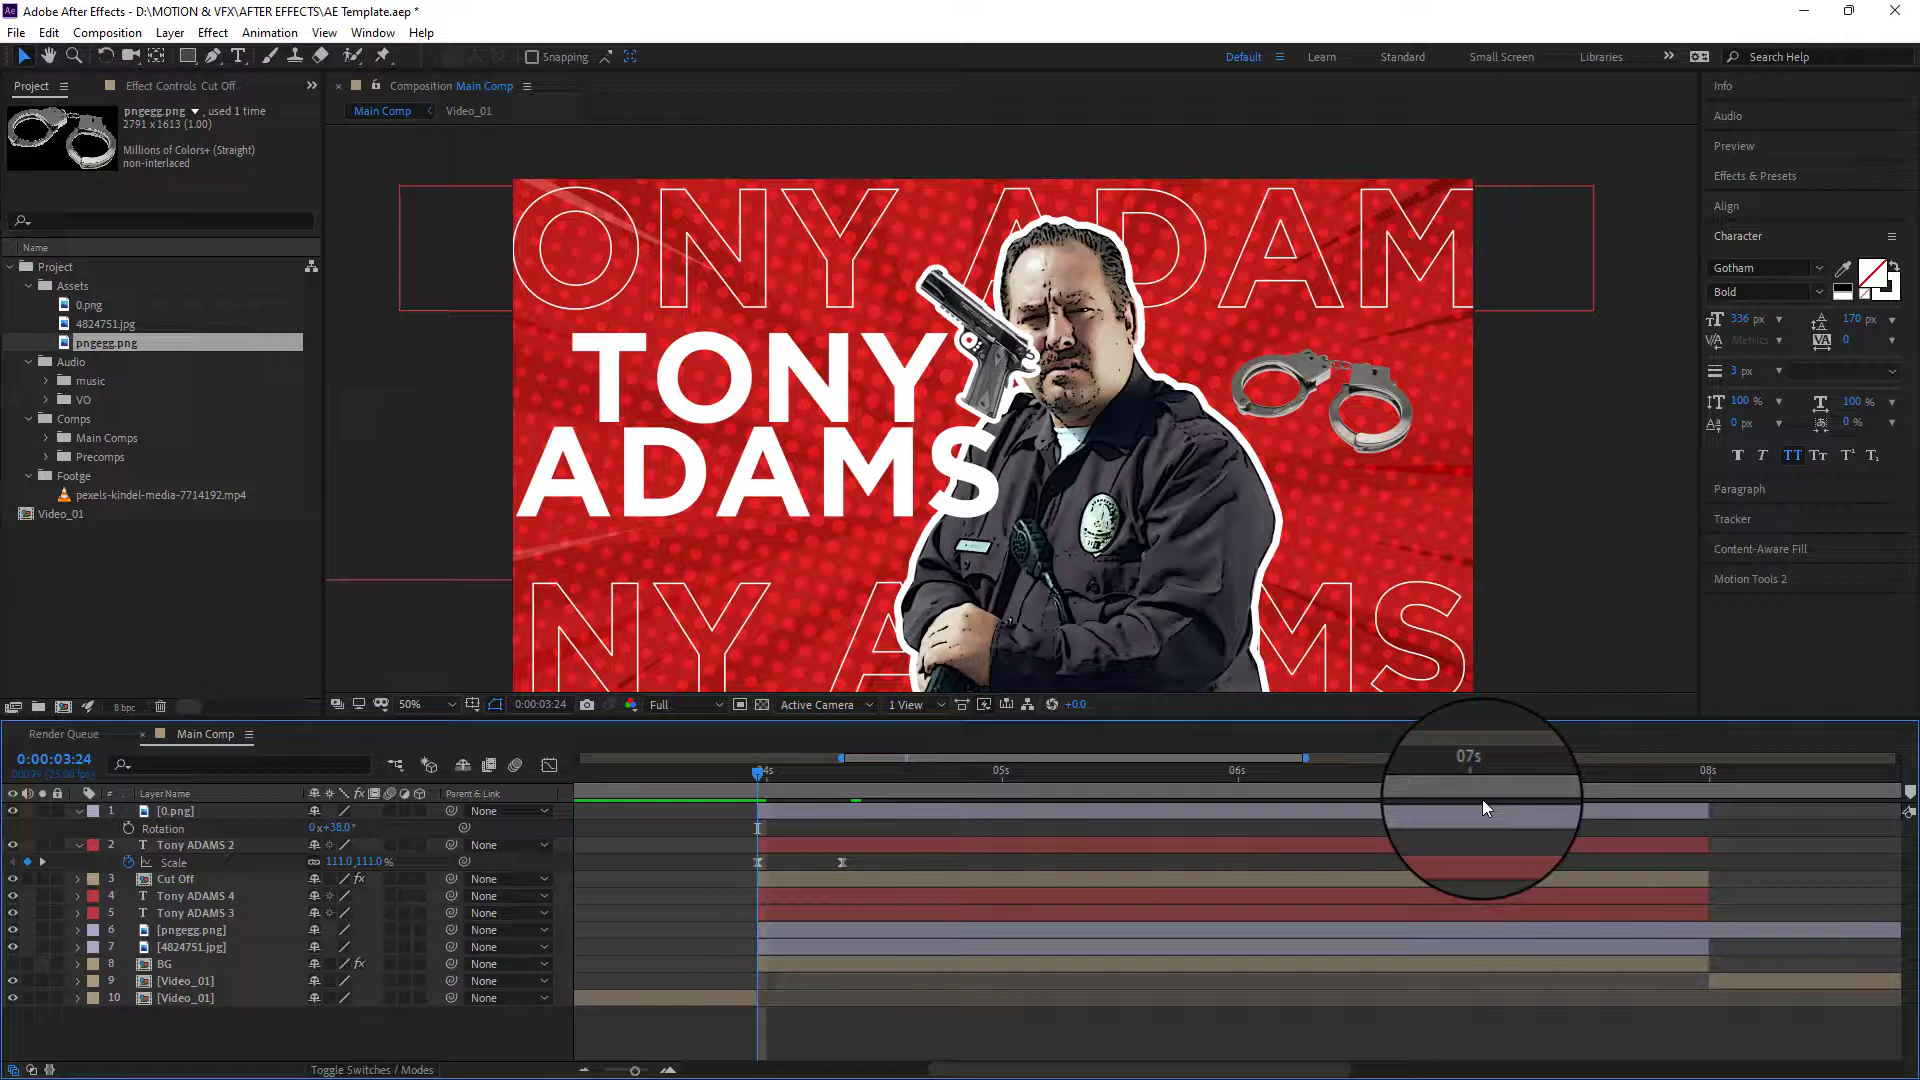 Ae Adobe After Effects - D:\MOTION & VFX\AFTER EFFECTS\AE Template.aep *
File Edit Composition Layer Effect Animation View Window Help
Snapping Default Learn Standard Small Screen Libraries Search Help
Project Effect Controls Cut Off Composition Main Comp Info
pngegg.png , used 1 time
2791 x 1613 (1.00)
Main Comp Video_01
Audio
Millions of Colors+ (Straight)
non-interlaced
Preview
Effects & Presets
Align
Character
Name
Project
Assets
0.png
4824751.jpg
pngegg.png
Audio
music
VO
Comps
Main Comps
Precomps
Footge
pexels-kindel-media-7714192.mp4
Video_01
ONY ADAM
TONY
ADAMS
NY A MS
Gotham
Bold
336 px 170 px
Metrics 0
3 px
100 % 100 %
0 px 0 %
Paragraph
Tracker
Content-Aware Fill
Motion Tools 2
8 bpc 50% 0:00:03:24 Full Active Camera 1 View +0.0
Render Queue Main Comp
0:00:03:24
00099 (25.00 fps)
04s 05s 06s 07s 08s
# Layer Name Parent & Link
1 [0.png] None
Rotation 0x+38.0°
2 Tony ADAMS 2 None
Scale 111.0,111.0%
3 Cut Off fx None
4 Tony ADAMS 4 None
5 Tony ADAMS 3 None
6 [pngegg.png] None
7 [4824751.jpg] None
8 BG fx None
9 [Video_01] None
10 [Video_01] None
Toggle Switches / Modes